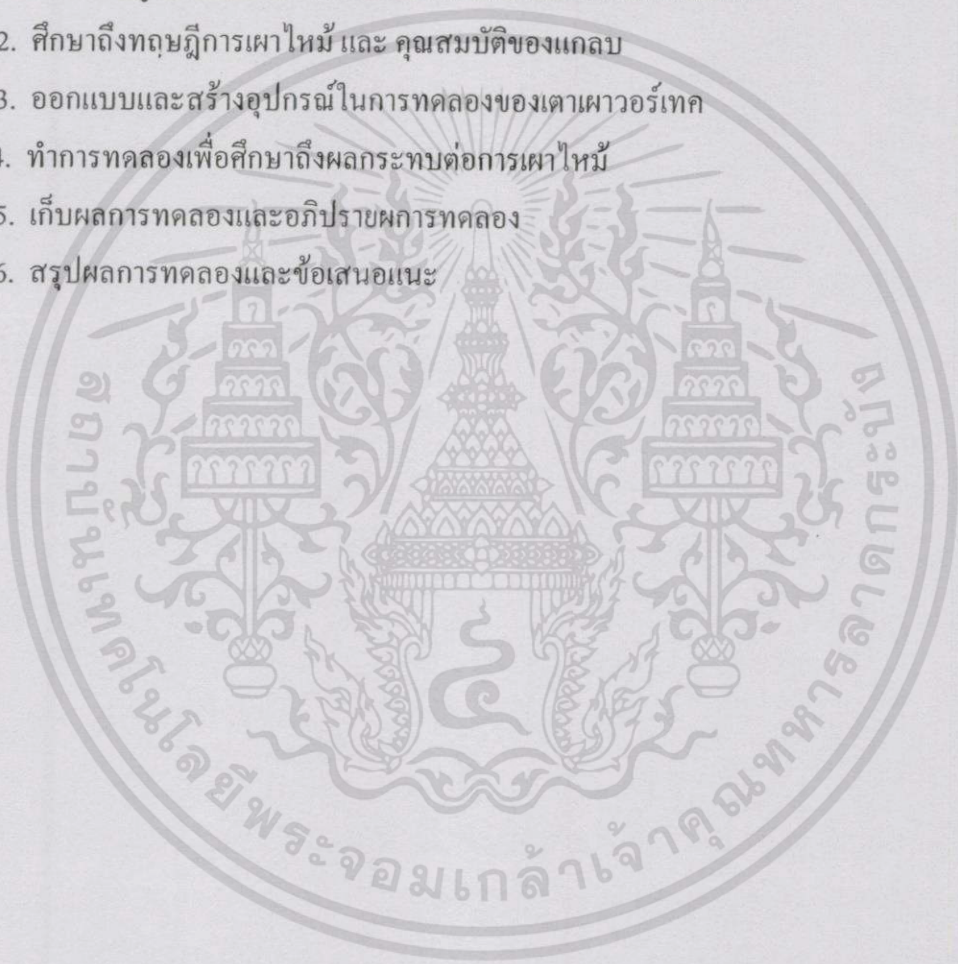 2. ศึกษาถึงทฤษฎีการเผาไหม้ และ คุณสมบัติของแกลบ
3. ออกแบบและสร้างอุปกรณ์ในการทดลองของเตาเผาวอร์เทค
4. ทำการทดลองเพื่อศึกษาถึงผลกระทบต่อการเผาไหม้
5. เก็บผลการทดลองและอภิปรายผการทดลอง
6. สรุปผลการทดลองและข้อเสนอแนะ
สถาบันเทคโนโลยีพระจอมเกล้าเจ้าคุณทหารลาดกระบัง
๔